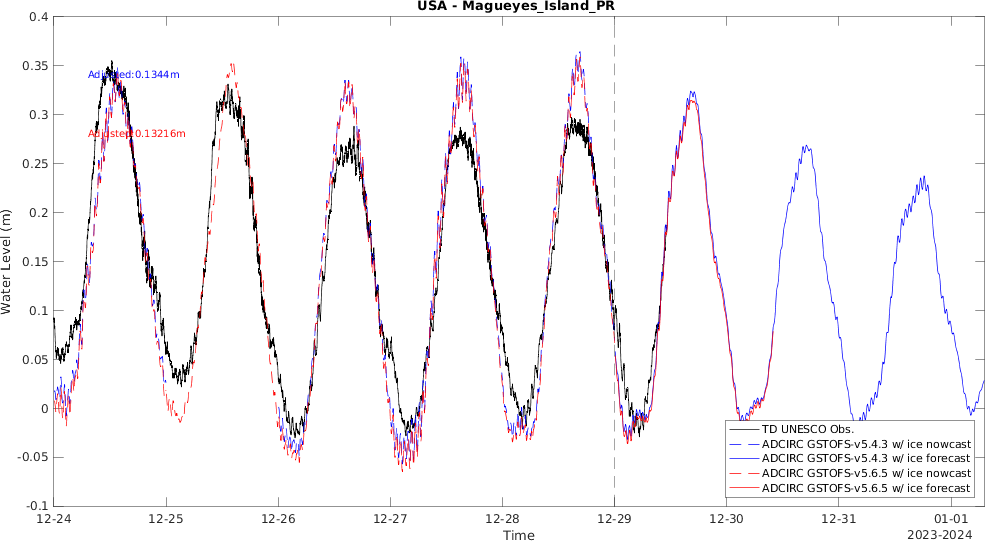 USA - Magueyes_Island_PR
0.4
0.35
0.3
0.25
0.2
0.15
0.1
0.05
0
-0.05
-0.1
Water Level (m)
Adjusted:0.1344m
Adjusted:0.13216m
TD UNESCO Obs.
ADCIRC GSTOFS-v5.4.3 w/ ice nowcast
ADCIRC GSTOFS-v5.4.3 w/ ice forecast
ADCIRC GSTOFS-v5.6.5 w/ ice nowcast
ADCIRC GSTOFS-v5.6.5 w/ ice forecast
12-24 12-25 12-26 12-27 12-28 12-29 12-30 12-31 01-01
Time
2023-2024